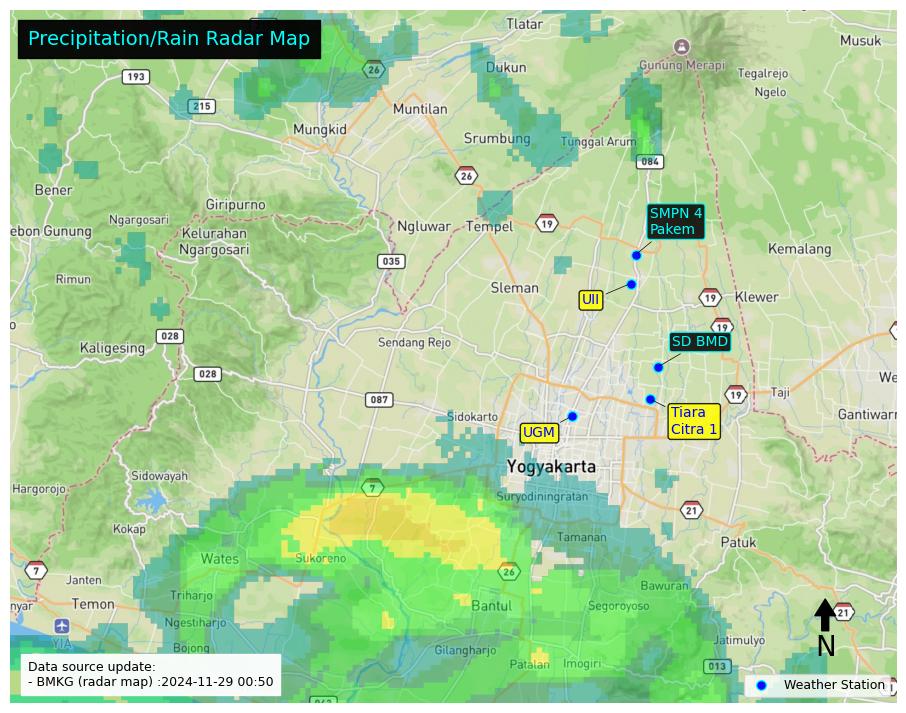 Precipitation/Rain Radar Map
Tlatar
Musuk
26
193
Dukun
Gunung Merapi
Tegalrejo
Ngelo
215
Muntilan
Mungkid
Srumbung
Tunggal Arum
084
26
Bener
Giripurno
Ngargosari
SMPN 4
Pakem
ebon Gunung
Kelurahan
Ngargosari
Ngluwar
Tempel
19
Kemalang
035
Rimun
Sleman
UII
19
Klewer
19
028
Sendang Rejo
SD BMD
Kaligesing
028
We
087
Taji
19
Sidokarto
UGM
Tiara
Citra 1
Gantiwarn
Yogyakarta
Sidowayah
Hargorojo
7
Suryodiningratan
21
Kokap
Tamanan
Patuk
Wates
Sukoreno
7
26
Janten
Bawuran
Triharjo
nyar
Temon
Bantul
Segoroyoso
21
Ngestiharjo
YIA
N
Jatimulyo
Bojong
Gilangharjo
Patalan
Imogiri
013
Data source update:
- BMKG (radar map) :2024-11-29 00:50
Weather Station